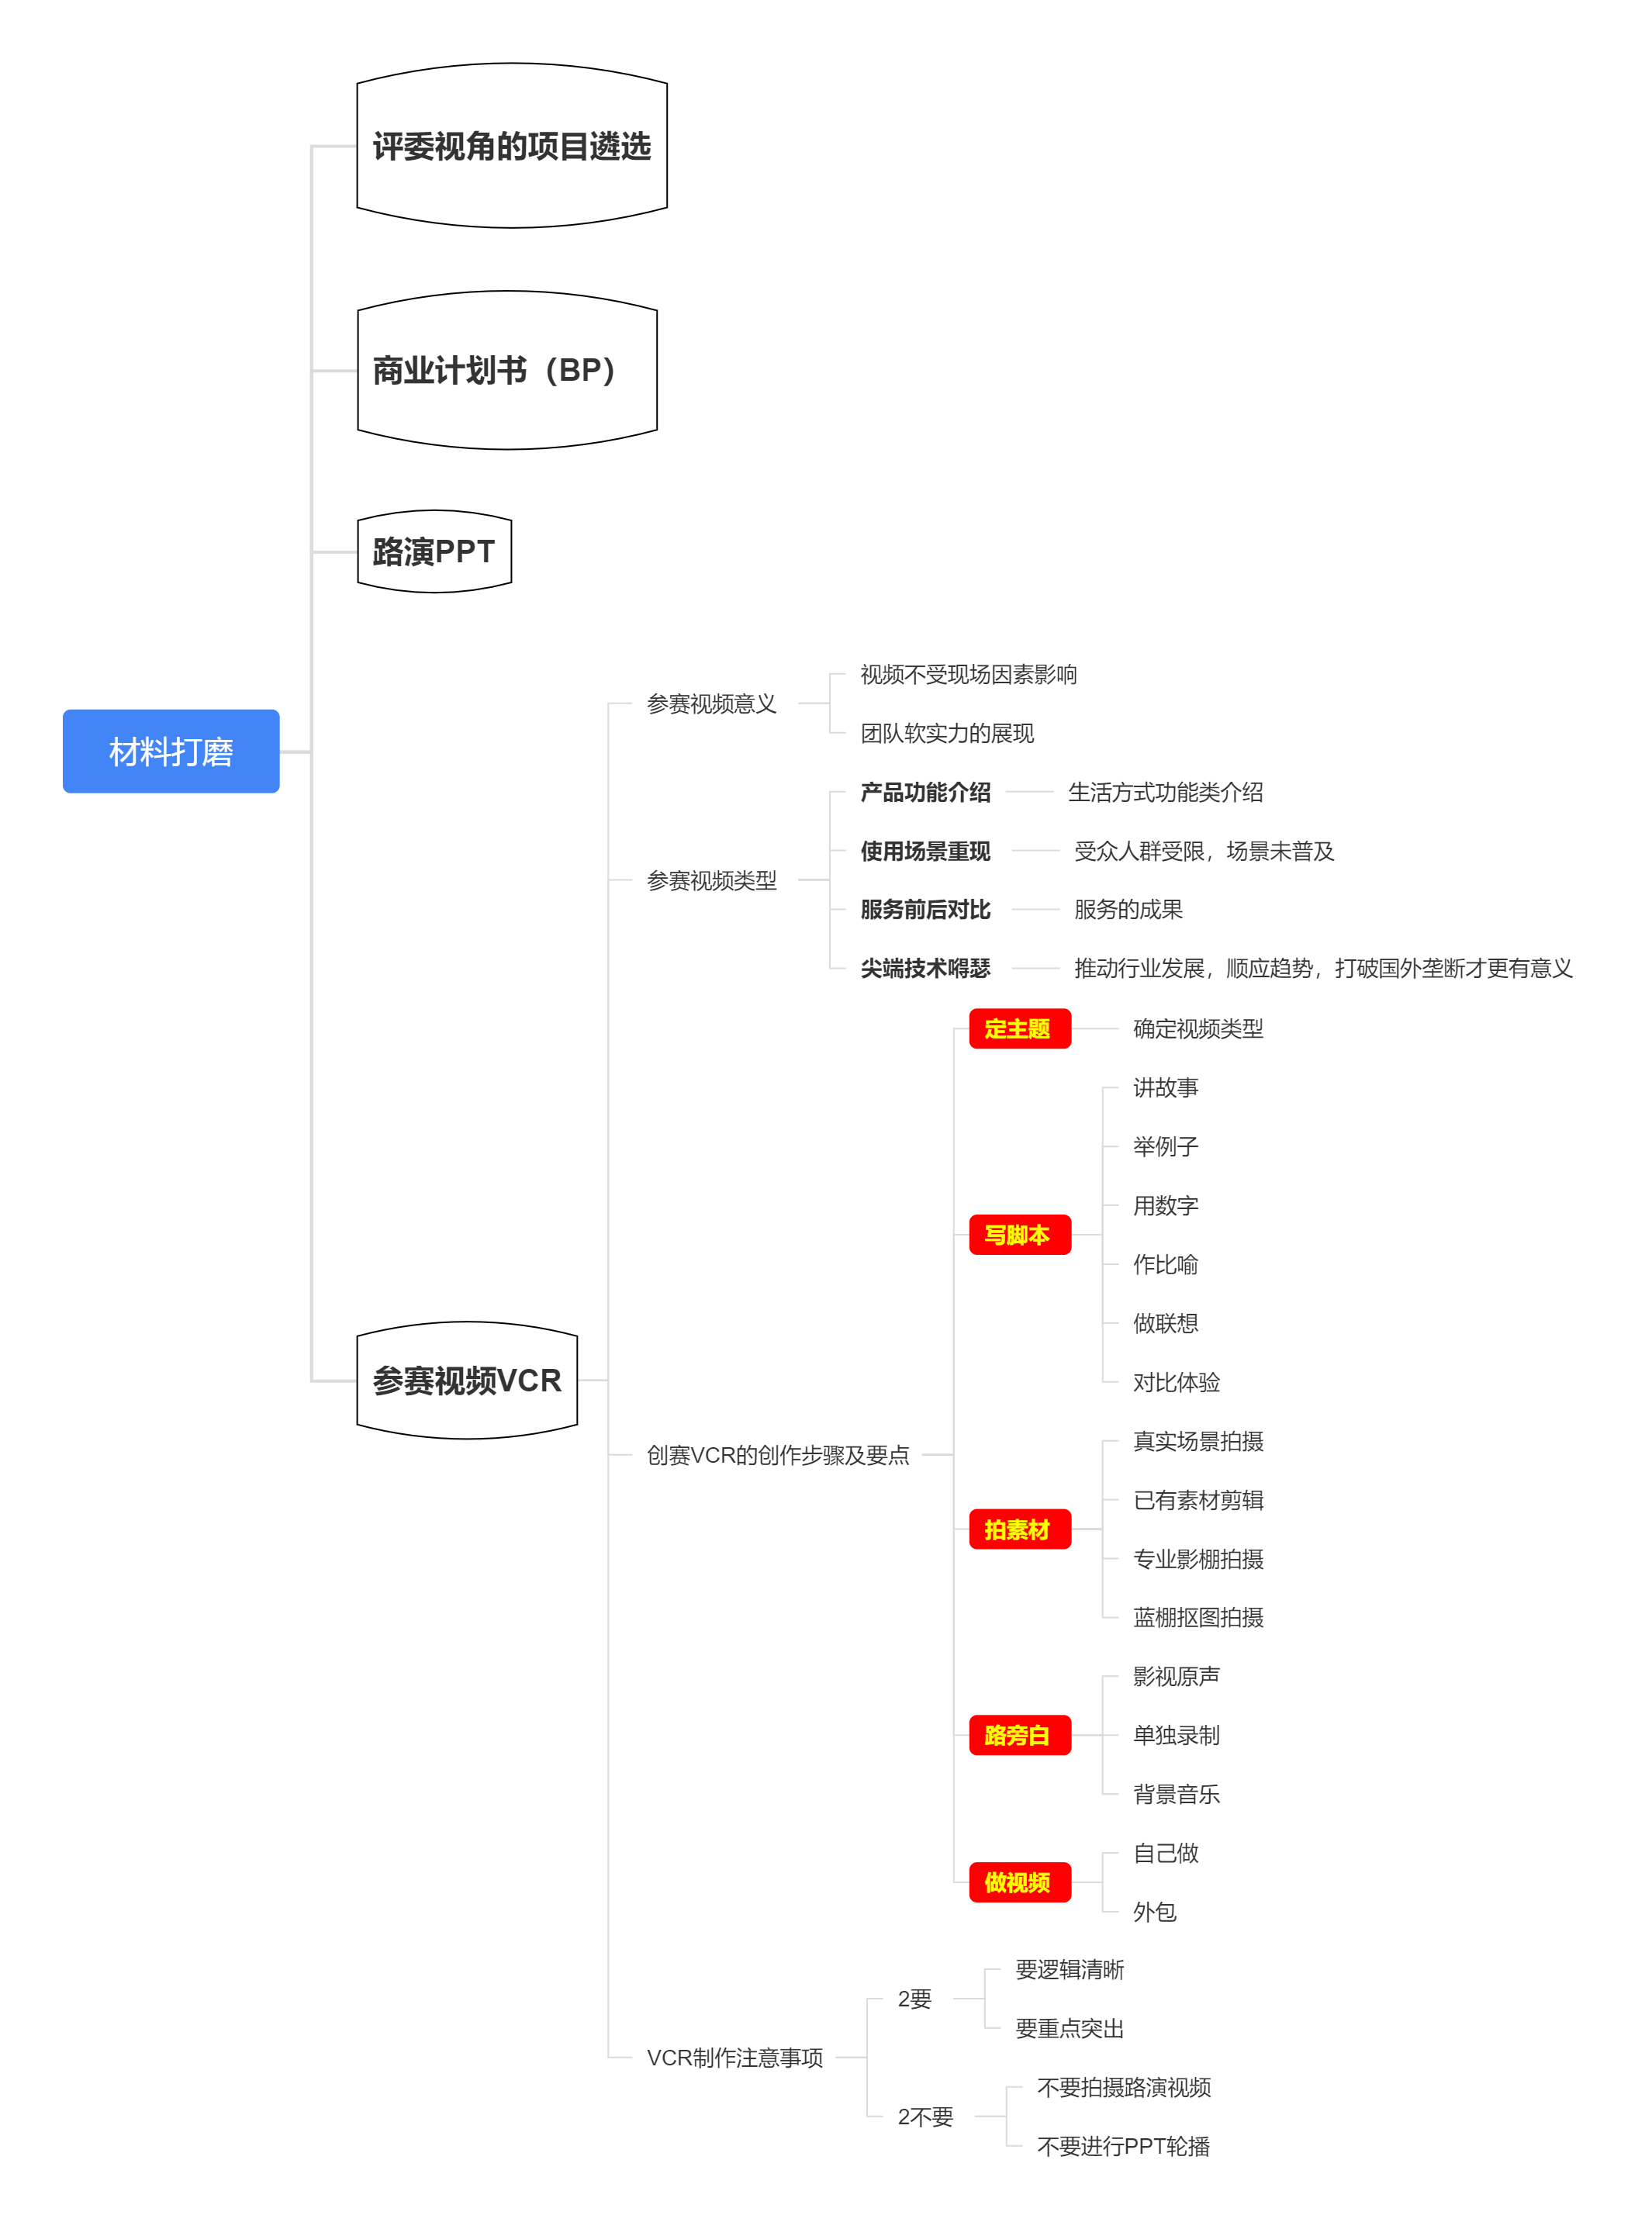 评委视角的项目遴选
商业计划书（BP）
路演PPT
材料打磨
参赛视频VCR
参赛视频意义
视频不受现场因素影响
团队软实力的展现
参赛视频类型
产品功能介绍
生活方式功能类介绍
使用场景重现
受众人群受限，场景未普及
服务前后对比
服务的成果
尖端技术嘚瑟
推动行业发展，顺应趋势，打破国外垄断才更有意义
创赛VCR的创作步骤及要点
定主题
确定视频类型
写脚本
讲故事
举例子
用数字
作比喻
做联想
对比体验
拍素材
真实场景拍摄
已有素材剪辑
专业影棚拍摄
蓝棚抠图拍摄
路旁白
影视原声
单独录制
背景音乐
做视频
自己做
外包
VCR制作注意事项
2要
要逻辑清晰
要重点突出
2不要
不要拍摄路演视频
不要进行PPT轮播